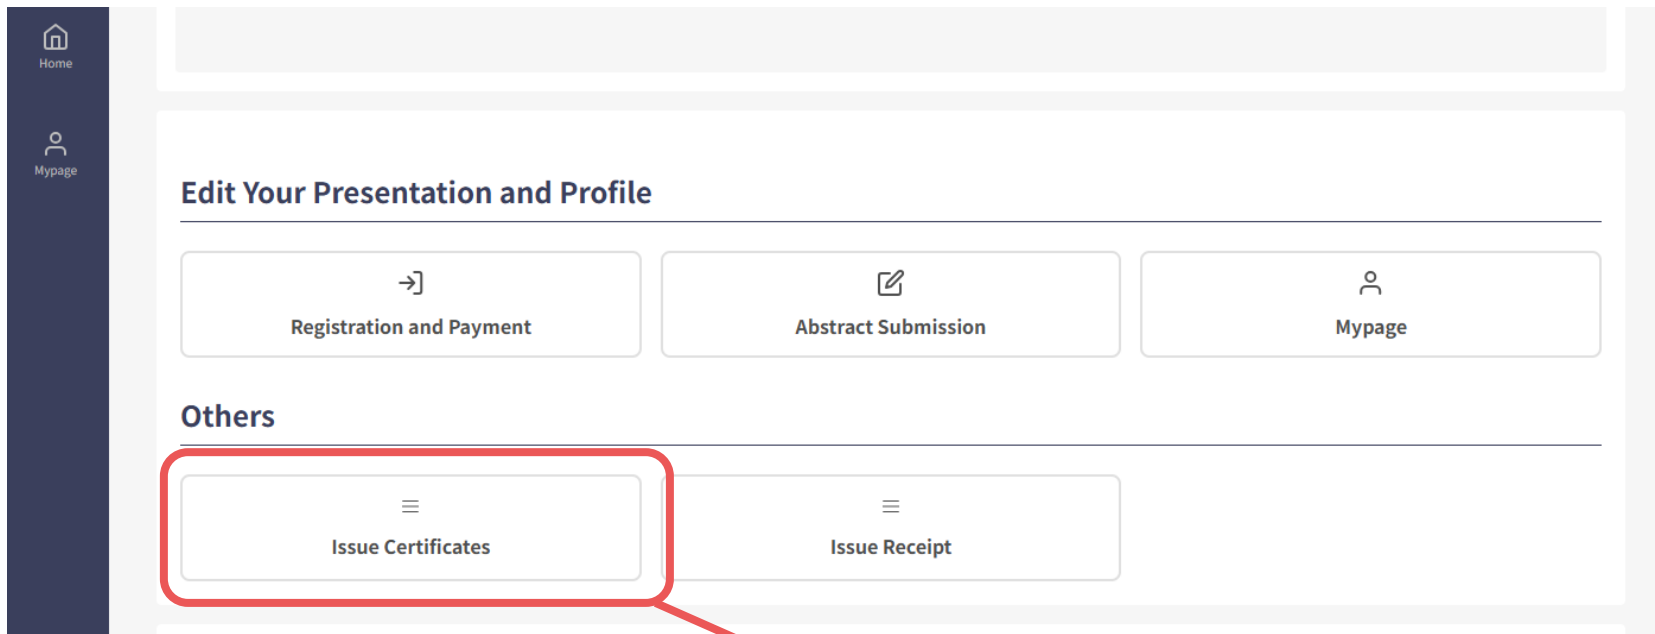 Home
Mypage
Edit Your Presentation and Profile
Registration and Payment
Abstract Submission
Mypage
Others
Issue Certificates
Issue Receipt